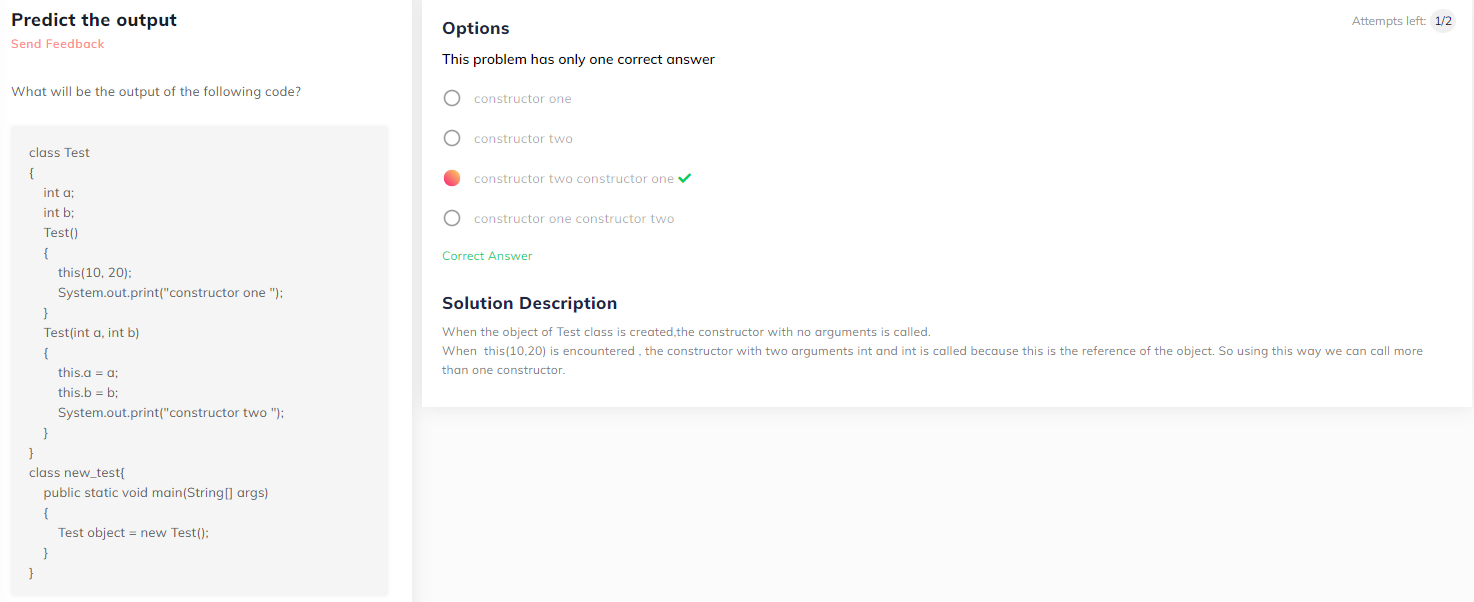 Predict the output
Send Feedback
What will be the output of the following code?
class Test
{
int a;
int b;
Test()
{
this(10, 20);
System.out.print("constructor one ");
}
Test(int a, int b)
{
this.a = a;
this.b = b;
System.out.print("constructor two ");
}
}
class new_test{
public static void main(String[] args)
{
Test object = new Test();
}
}
Options
Attempts left: 1/2
This problem has only one correct answer
constructor one
constructor two
constructor two constructor one
constructor one constructor two
Correct Answer
Solution Description
When the object of Test class is created,the constructor with no arguments is called.
When  this(10,20) is encountered , the constructor with two arguments int and int is called because this is the reference of the object. So using this way we can call more
than one constructor.